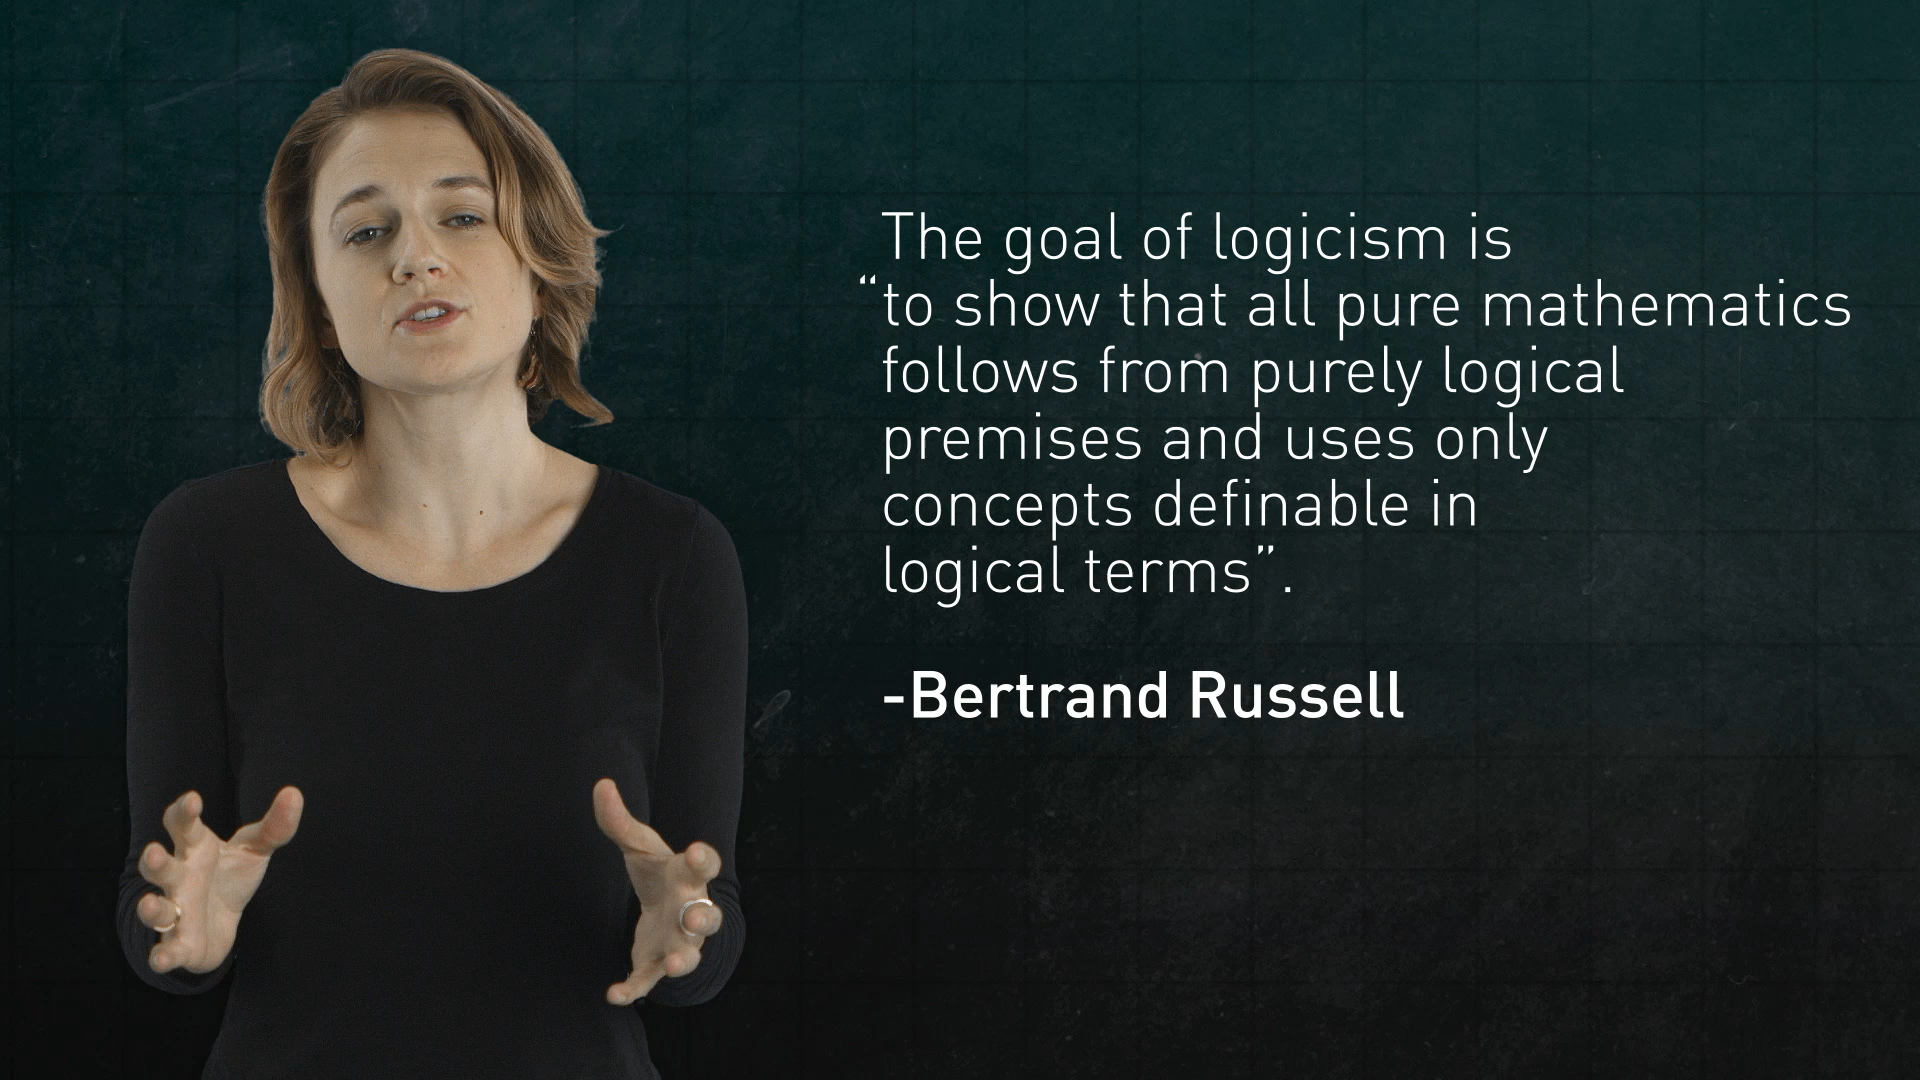 The goal of logicism is
“to show that all pure mathematics
follows from purely logical
premises and uses only
concepts definable in
logical terms”.
-Bertrand Russell